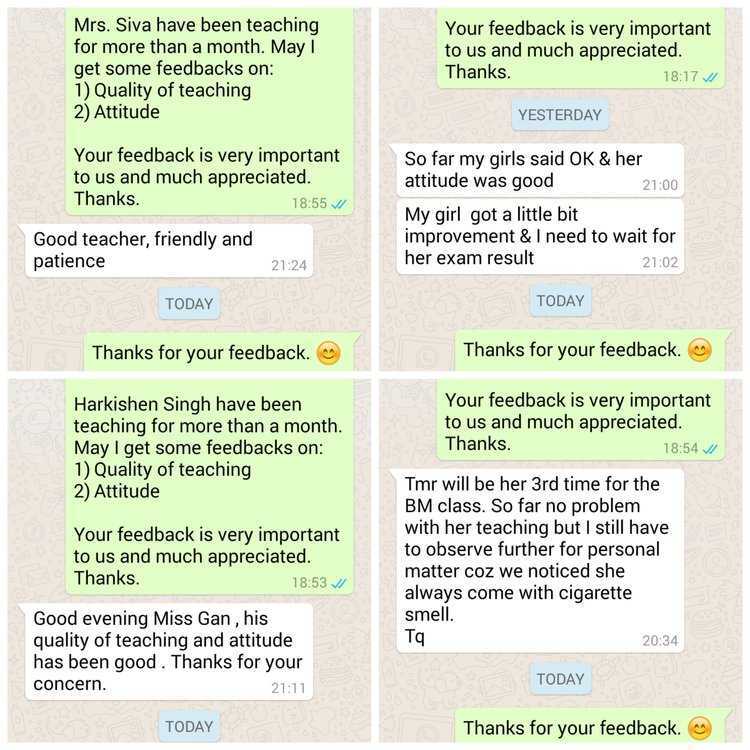 Mrs. Siva have been teaching
for more than a month. May I
get some feedbacks on:
1) Quality of teaching
2) Attitude
Your feedback is very important
to us and much appreciated.
Thanks.
18:55
Good teacher, friendly and
patience
21:24
TODAY
Thanks for your feedback.
Your feedback is very important
to us and much appreciated.
Thanks.
18:17
YESTERDAY
So far my girls said OK & her
attitude was good
21:00
My girl got a little bit
improvement & I need to wait for
her exam result
21:02
TODAY
Thanks for your feedback.
Harkishen Singh have been
teaching for more than a month.
May I get some feedbacks on:
1) Quality of teaching
2) Attitude
Your feedback is very important
to us and much appreciated.
Thanks.
18:53
Good evening Miss Gan , his
quality of teaching and attitude
has been good . Thanks for your
concern.
21:11
TODAY
Your feedback is very important
to us and much appreciated.
Thanks.
18:54
Tmr will be her 3rd time for the
BM class. So far no problem
with her teaching but I still have
to observe further for personal
matter coz we noticed she
always come with cigarette
smell.
Tq
20:34
TODAY
Thanks for your feedback.